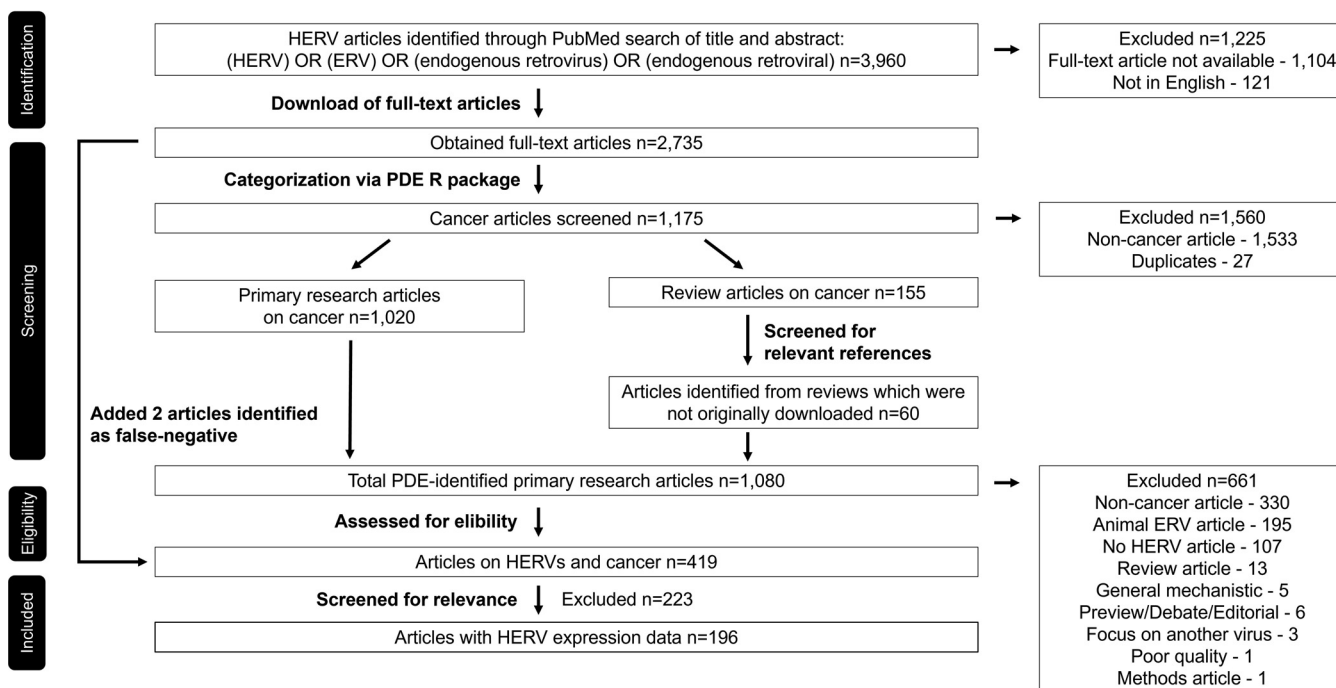 Identification
HERV articles identified through PubMed search of title and abstract:
(HERV) OR (ERV) OR (endogenous retrovirus) OR (endogenous retroviral) n=3,960
Excluded n=1,225
Full-text article not available - 1,104
Not in English - 121
Download of full-text articles
Screening
Obtained full-text articles n=2,735
Categorization via PDE R package
Cancer articles screened n=1,175
Excluded n=1,560
Non-cancer article - 1,533
Duplicates - 27
Primary research articles
on cancer n=1,020
Review articles on cancer n=155
Screened for
relevant references
Articles identified from reviews which were
not originally downloaded n=60
Added 2 articles identified
as false-negative
Total PDE-identified primary research articles n=1,080
Excluded n=661
Non-cancer article - 330
Animal ERV article - 195
No HERV article - 107
Review article - 13
General mechanistic - 5
Preview/Debate/Editorial - 6
Focus on another virus - 3
Poor quality - 1
Methods article - 1
Eligibility
Assessed for elibility
Articles on HERVs and cancer n=419
Included
Screened for relevance
Excluded n=223
Articles with HERV expression data n=196